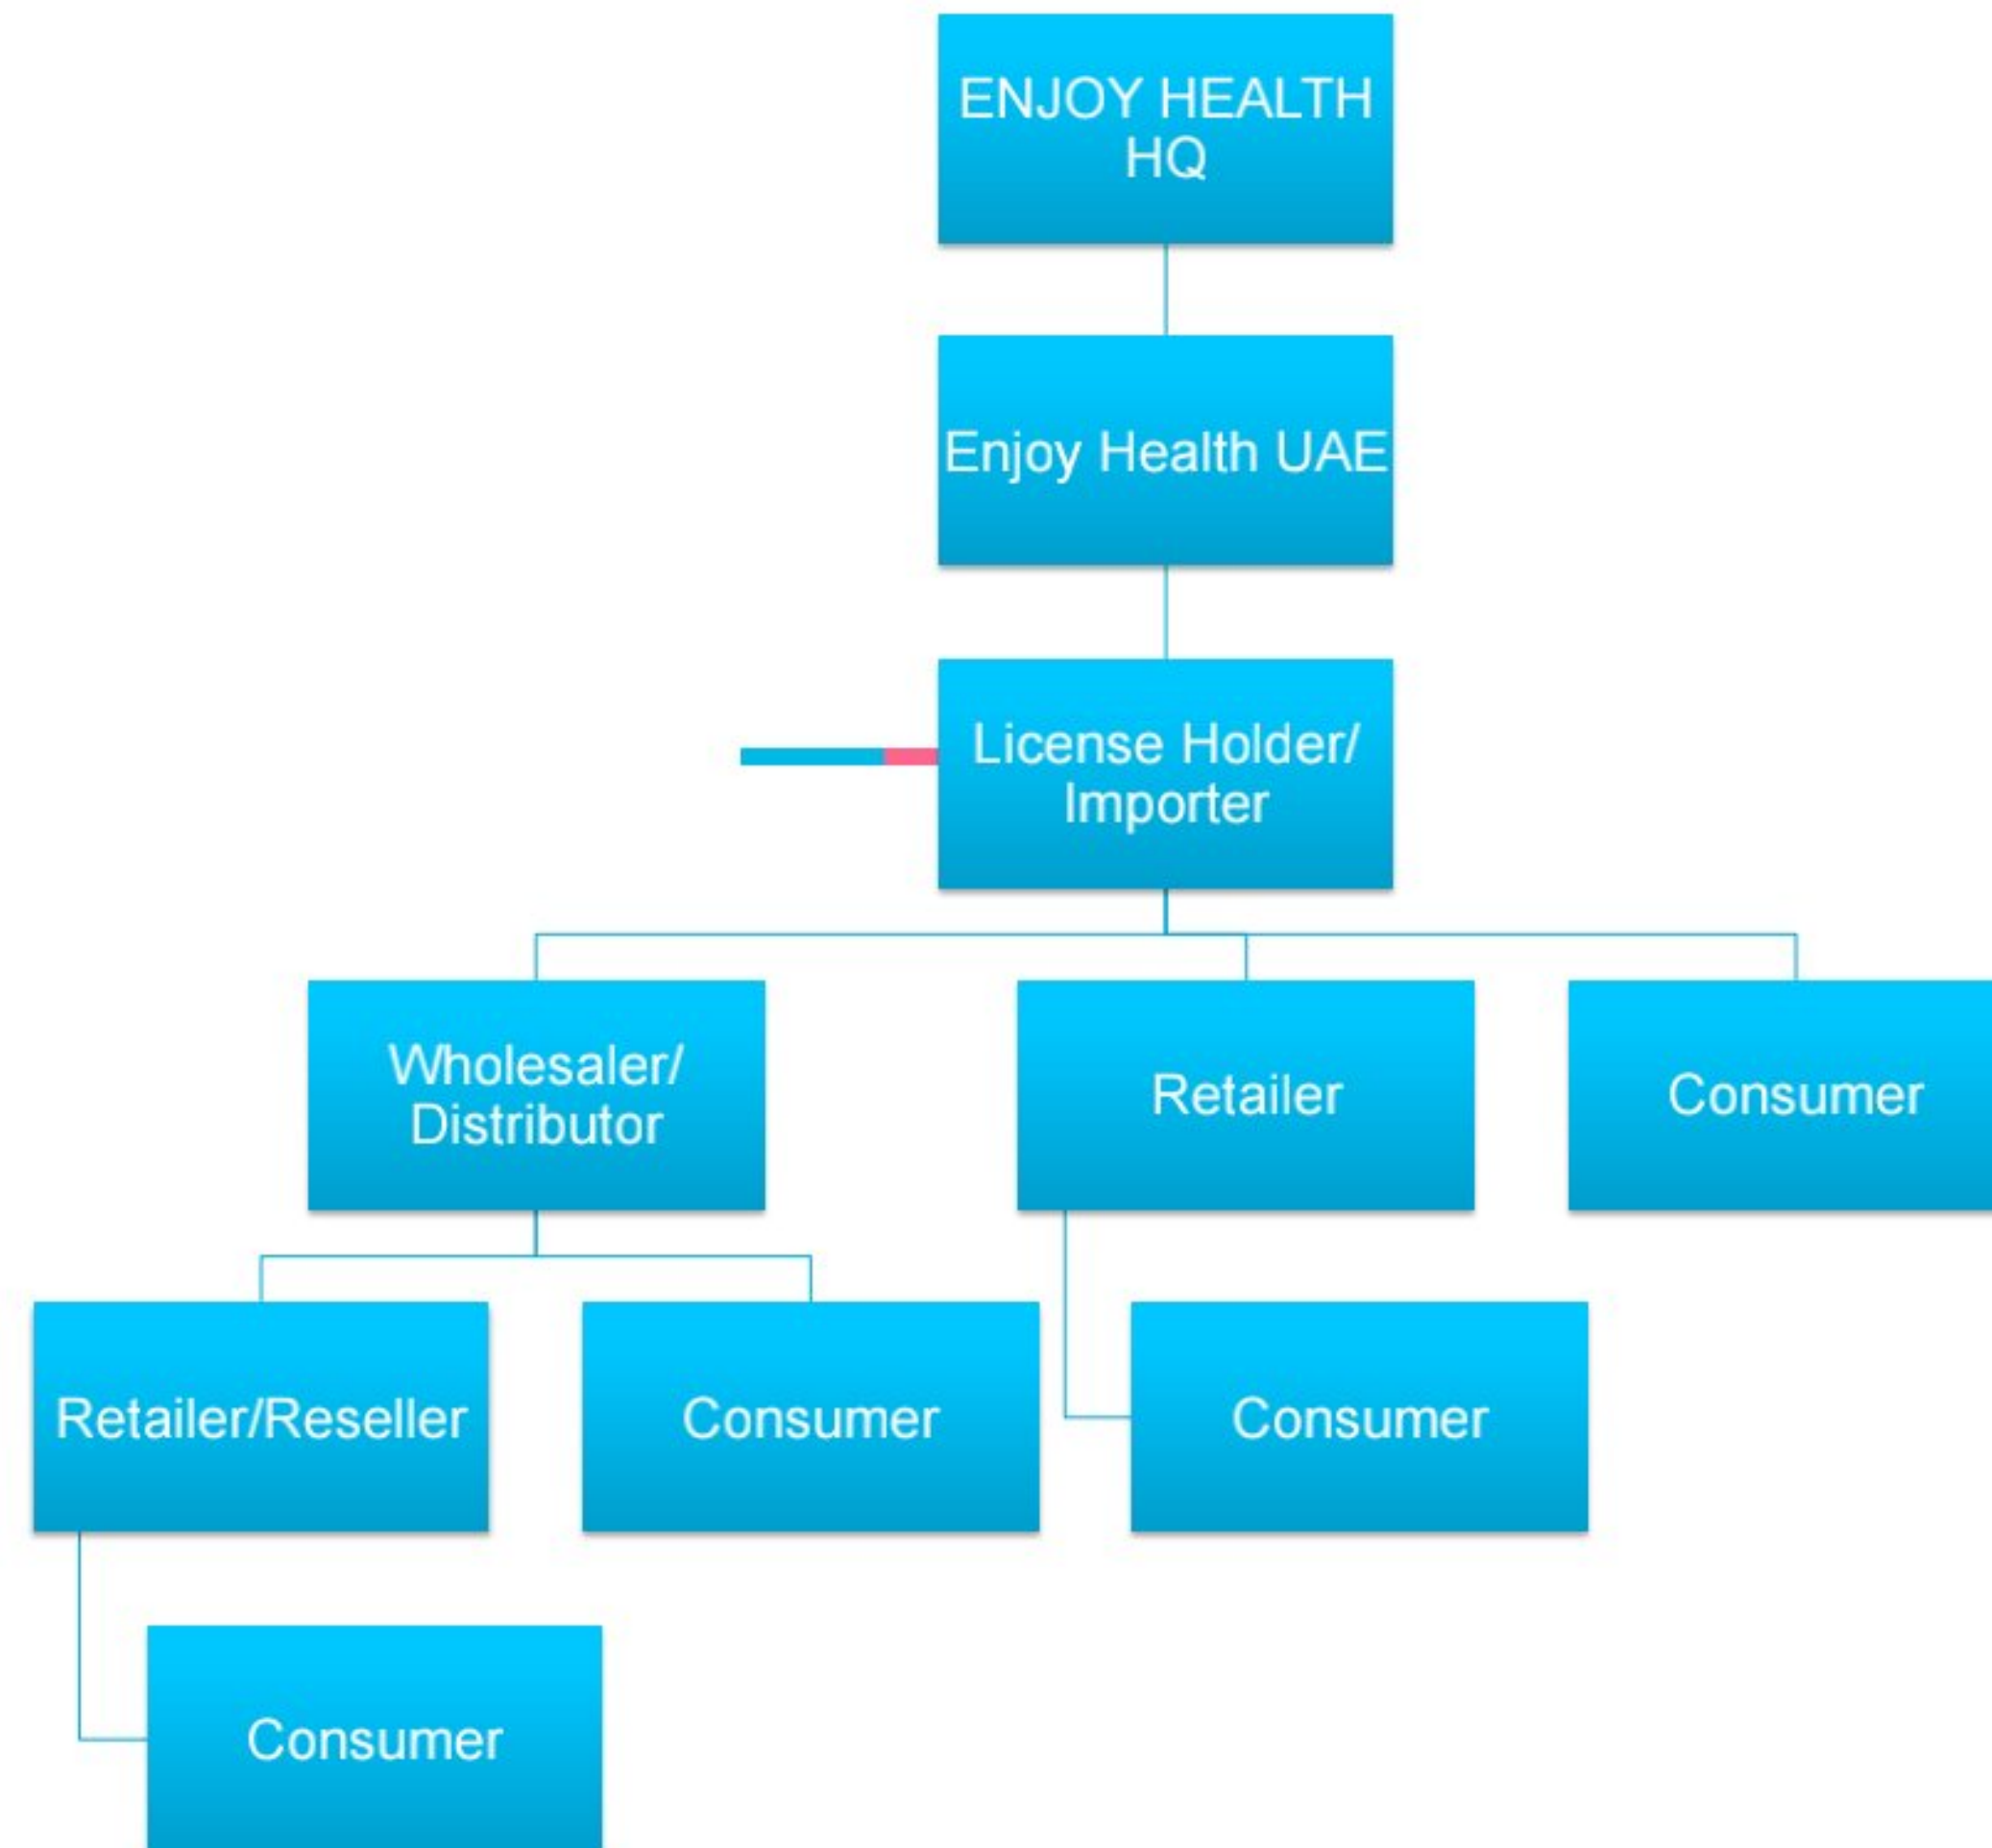 ENJOY HEALTH
HQ
Enjoy Health UAE
License Holder/
Importer
Wholesaler/
Distributor
Retailer
Consumer
Retailer/Reseller
Consumer
Consumer
Consumer